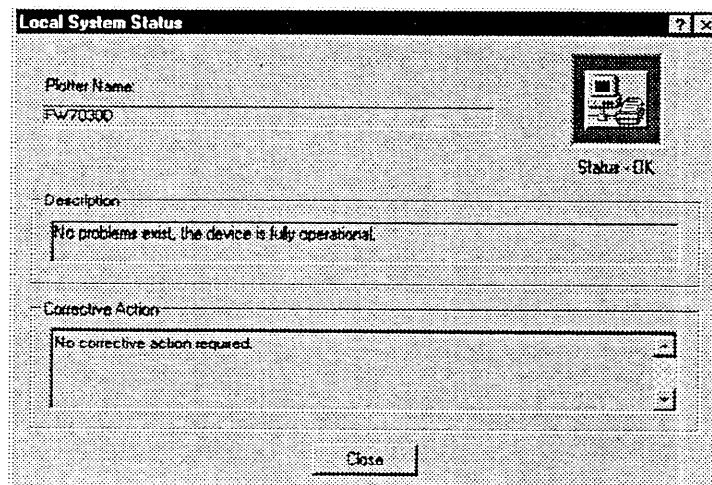 Local System Status
Plotter Name:
FW7030D
Status - OK
Description
No problems exist, the device is fully operational.
Corrective Action
No corrective action required.
Close